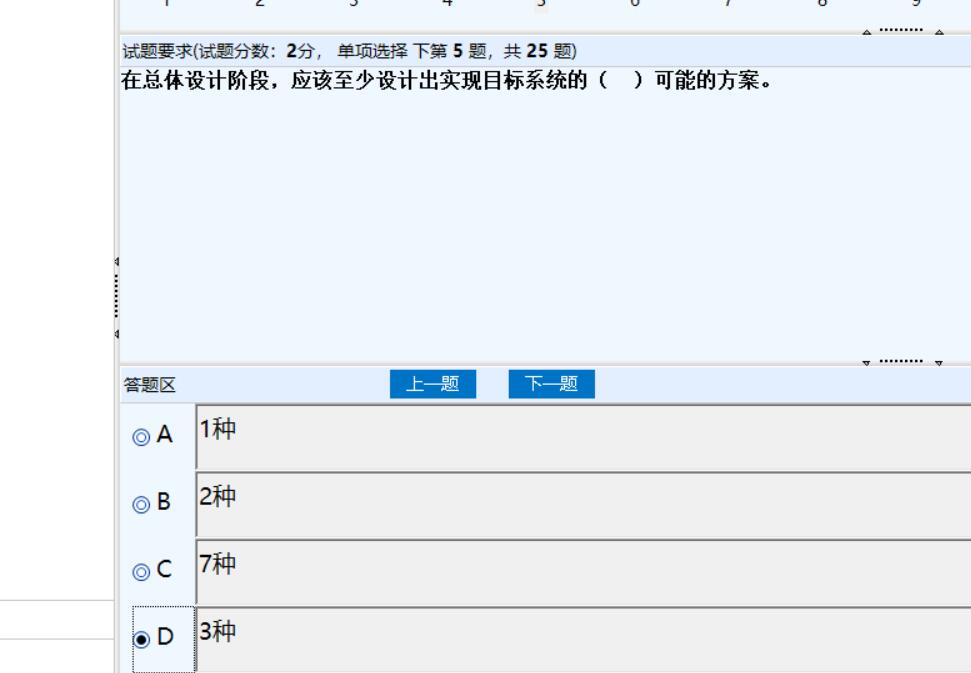 1 2 3 4 5 6 7 8 9
试题要求(试题分数：2分， 单项选择 下第 5 题，共 25 题)
在总体设计阶段，应该至少设计出实现目标系统的（　）可能的方案。
答题区 上一题 下一题
A 1种
B 2种
C 7种
D 3种